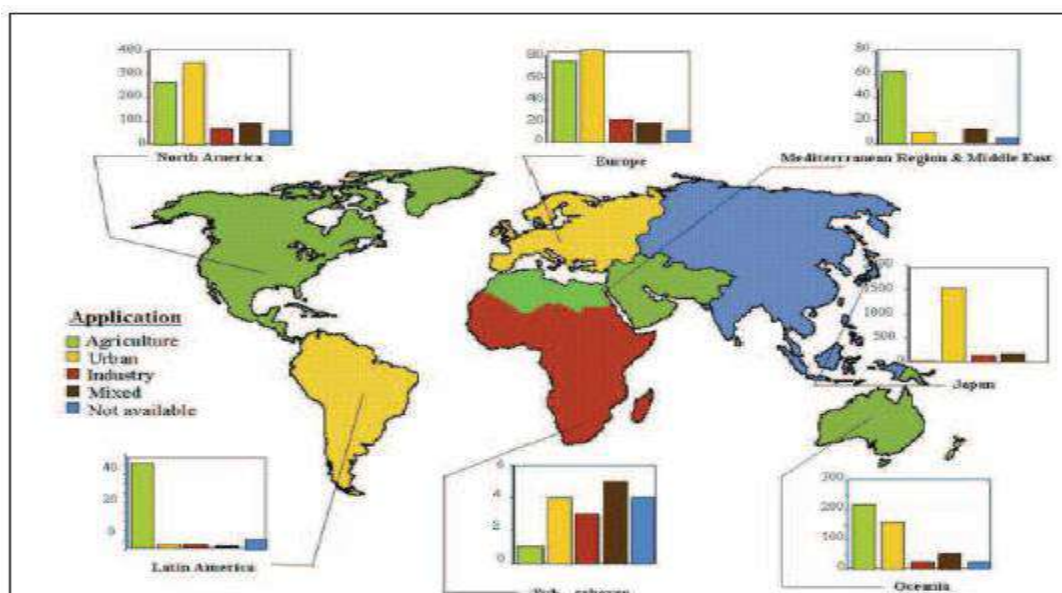 400
300
200
100
0
North America
80
60
40
20
0
Europe
80
60
40
20
0
Mediterranean Region & Middle East
Application
Agriculture
Urban
Industry
Mixed
Not available
1500
1000
500
0
Japan
40
20
0
Latin America
6
4
2
0
300
200
100
0
Oceania